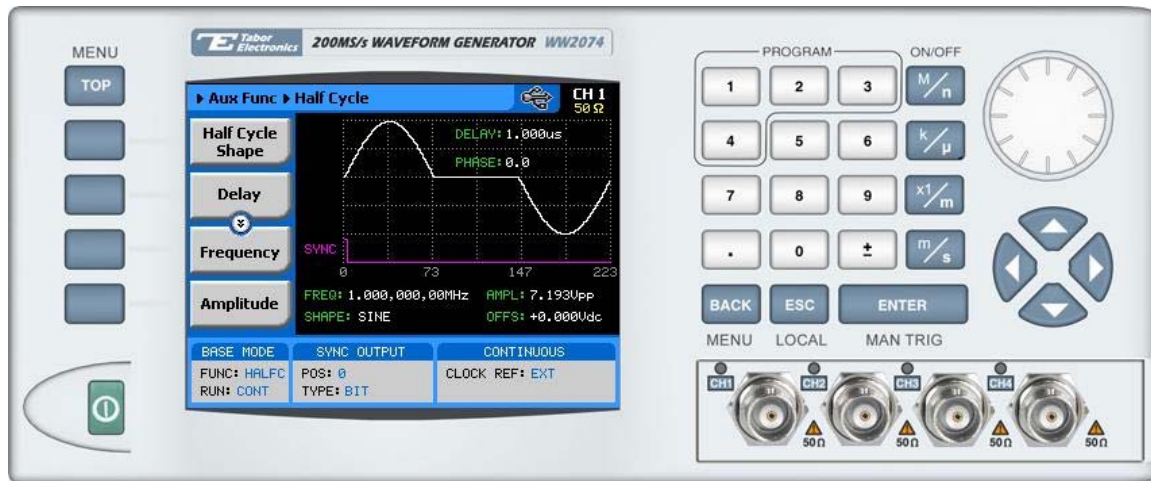 MENU
TOP
Tabor Electronics
200MS/s WAVEFORM GENERATOR WW2074
Aux Func Half Cycle
CH 1
50 Ω
Half Cycle Shape
Delay
Frequency
Amplitude
DELAY: 1.000us
PHASE: 0.0
SYNC
0 73 147 223
FREQ: 1.000,000,00MHz AMPL: 7.193Vpp
SHAPE: SINE OFFS: +0.000Vdc
BASE MODE SYNC OUTPUT CONTINUOUS
FUNC: HALFC POS: 0 CLOCK REF: EXT
RUN: CONT TYPE: BIT
PROGRAM ON/OFF
1 2 3 M/n
4 5 6 k/μ
7 8 9 x1/m
. 0 ± m/s
BACK ESC ENTER
MENU LOCAL MAN TRIG
CH1 CH2 CH3 CH4
50Ω 50Ω 50Ω 50Ω